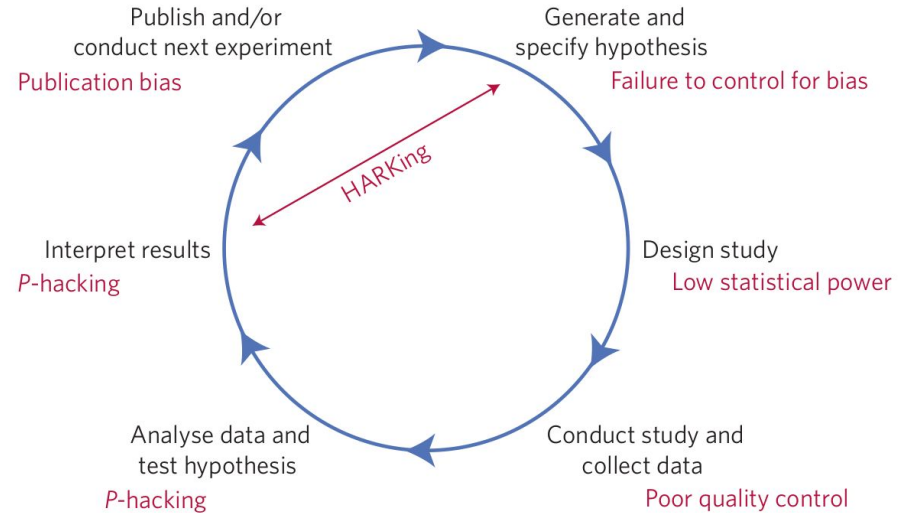 Publish and/or
conduct next experiment
Publication bias
Generate and
specify hypothesis
Failure to control for bias
HARKing
Interpret results
P-hacking
Design study
Low statistical power
Analyse data and
test hypothesis
P-hacking
Conduct study and
collect data
Poor quality control